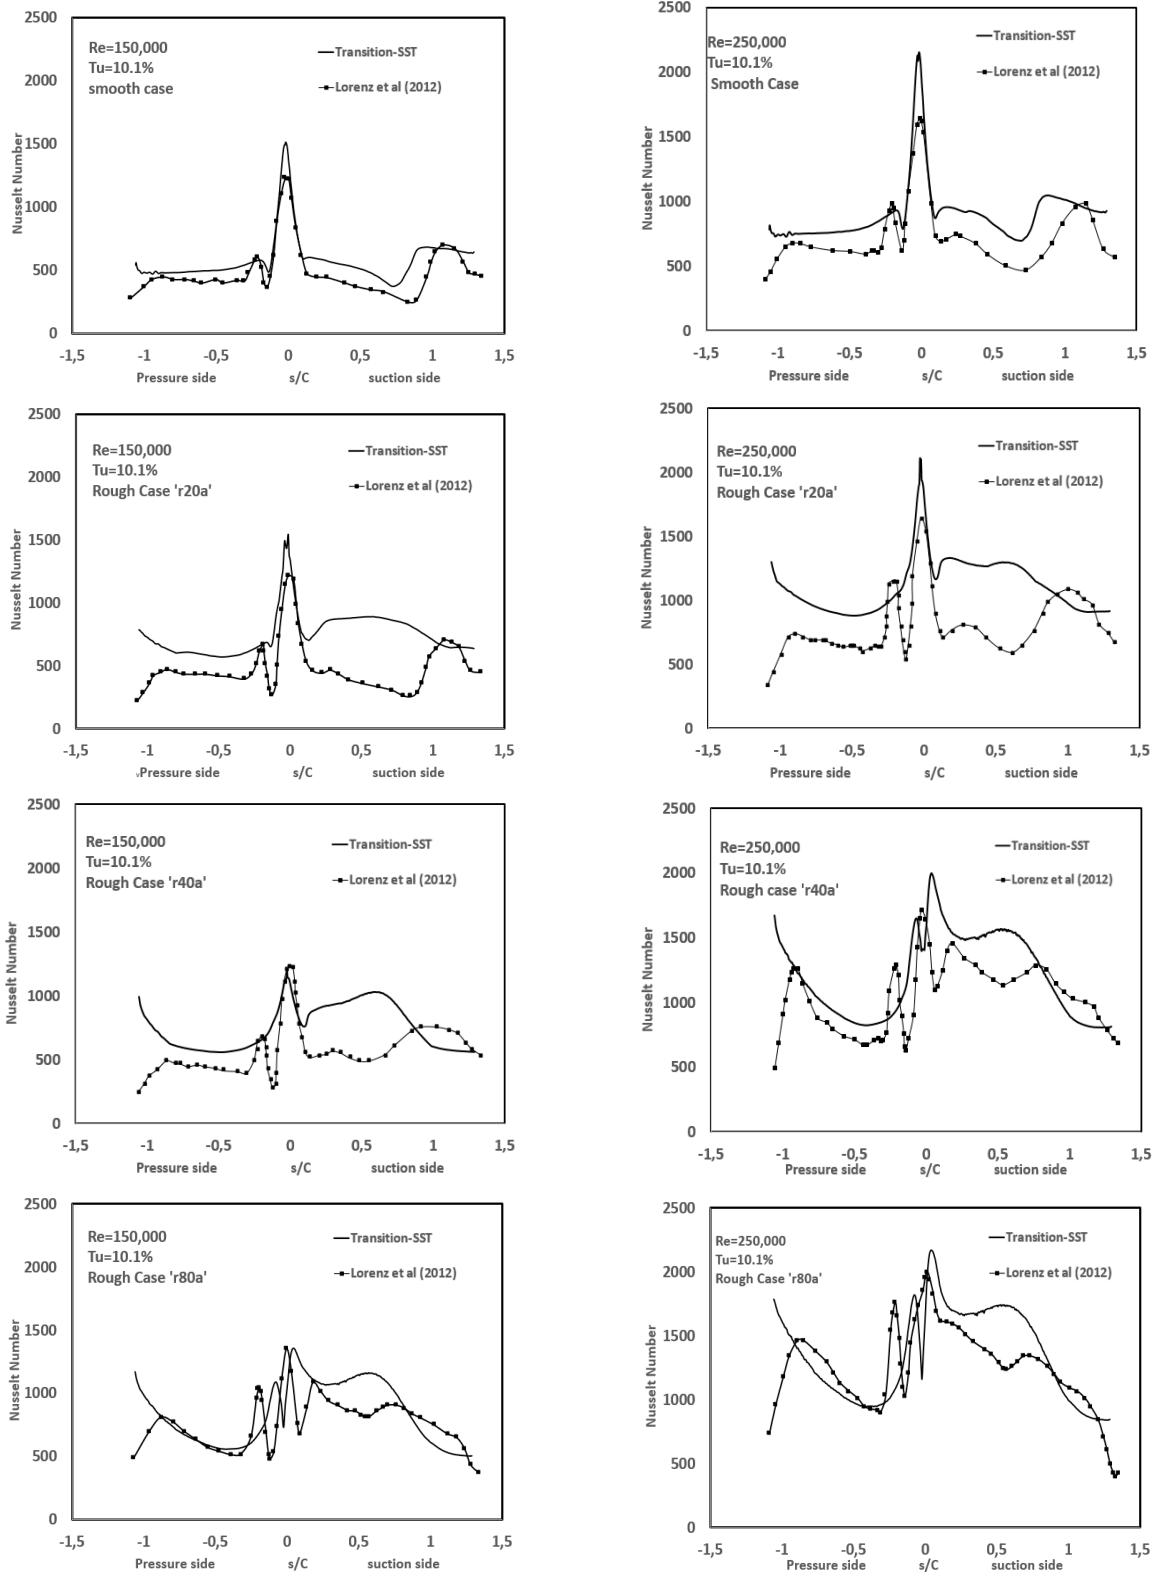 2500
2000
1500
1000
500
0
Nusselt Number
Re=150,000
Tu=10.1%
smooth case
Transition-SST
Lorenz et al (2012)
-1,5 -1 -0,5 0 0,5 1 1,5
Pressure side s/C suction side
2500
2000
1500
1000
500
0
Nusselt Number
Re=250,000
Tu=10.1%
Smooth Case
Transition-SST
Lorenz et al (2012)
-1,5 -1 -0,5 0 0,5 1 1,5
Pressure side s/C suction side
2500
2000
1500
1000
500
0
Nusselt Number
Re=150,000
Tu=10.1%
Rough Case 'r20a'
Transition-SST
Lorenz et al (2012)
-1,5 -1 -0,5 0 0,5 1 1,5
vPressure side s/C suction side
2500
2000
1500
1000
500
0
Nusselt Number
Re=250,000
Tu=10.1%
Rough Case 'r20a'
Transition-SST
Lorenz et al (2012)
-1,5 -1 -0,5 0 0,5 1 1,5
Pressure side s/C suction side
2500
2000
1500
1000
500
0
Nusselt Number
Re=150,000
Tu=10.1%
Rough Case 'r40a'
Transition-SST
Lorenz et al (2012)
-1,5 -1 -0,5 0 0,5 1 1,5
Pressure side s/C suction side
2500
2000
1500
1000
500
0
Nusselt Number
Re=250,000
Tu=10.1%
Rough case 'r40a'
Transition-SST
Lorenz et al (2012)
-1,5 -1 -0,5 0 0,5 1 1,5
Pressure side s/C suction side
2500
2000
1500
1000
500
0
Nusselt Number
Re=150,000
Tu=10.1%
Rough Case 'r80a'
Transition-SST
Lorenz et al (2012)
-1,5 -1 -0,5 0 0,5 1 1,5
Pressure side s/C suction side
2500
2000
1500
1000
500
0
Nusselt Number
Re=250,000
Tu=10.1%
Rough Case 'r80a'
Transition-SST
Lorenz et al (2012)
-1,5 -1 -0,5 0 0,5 1 1,5
Pressure side s/C suction side